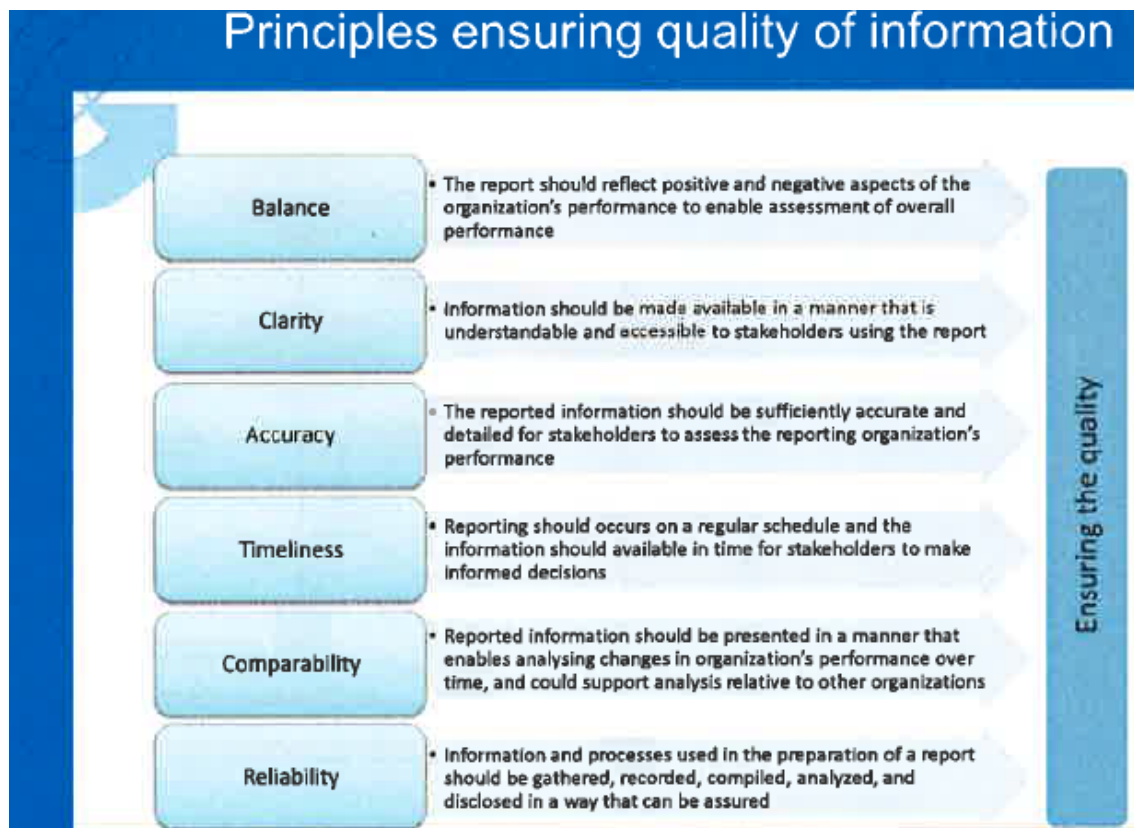 Principles ensuring quality of information
Balance
• The report should reflect positive and negative aspects of the
organization's performance to enable assessment of overall
performance
Clarity
• Information should be made available in a manner that is
understandable and accessible to stakeholders using the report
Accuracy
• The reported information should be sufficiently accurate and
detailed for stakeholders to assess the reporting organization's
performance
Timeliness
• Reporting should occurs on a regular schedule and the
information should available in time for stakeholders to make
informed decisions
Comparability
• Reported information should be presented in a manner that
enables analysing changes in organization's performance over
time, and could support analysis relative to other organizations
Reliability
• Information and processes used in the preparation of a report
should be gathered, recorded, compiled, analyzed, and
disclosed in a way that can be assured
Ensuring the quality